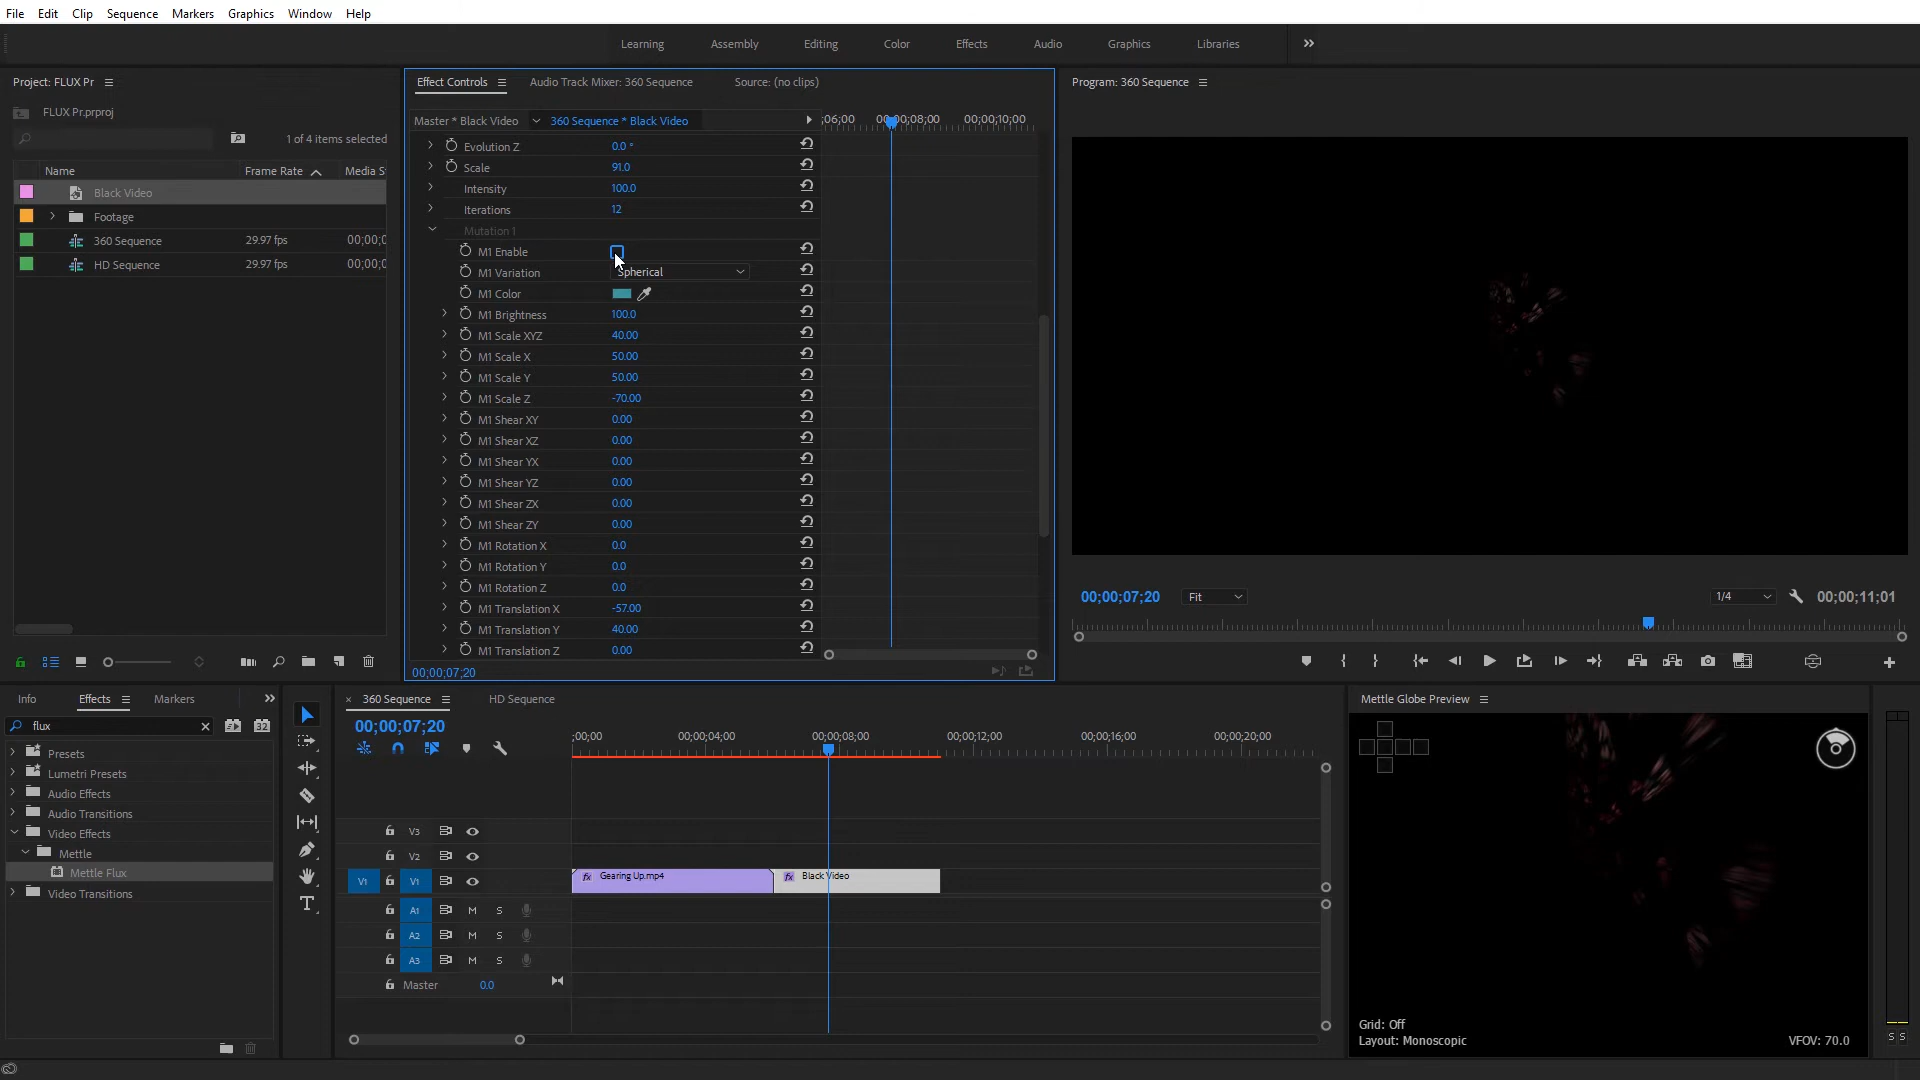 File Edit Clip Sequence Markers Graphics Window Help
Learning Assembly Editing Color Effects Audio Graphics Libraries
Project: FLUX Pr
FLUX Pr.prproj
1 of 4 items selected
Name Frame Rate Media S
Black Video
Footage
360 Sequence 29.97 fps 00;00;0
HD Sequence 29.97 fps 00;00;0
Effect Controls Audio Track Mixer: 360 Sequence Source: (no clips)
Master * Black Video 360 Sequence * Black Video ;06;00 00;00;08;00 00;00;10;00
Evolution Z 0.0 °
Scale 91.0
Intensity 100.0
Iterations 12
Mutation 1
M1 Enable
M1 Variation Spherical
M1 Color
M1 Brightness 100.0
M1 Scale XYZ 40.00
M1 Scale X 50.00
M1 Scale Y 50.00
M1 Scale Z -70.00
M1 Shear XY 0.00
M1 Shear XZ 0.00
M1 Shear YX 0.00
M1 Shear YZ 0.00
M1 Shear ZX 0.00
M1 Shear ZY 0.00
M1 Rotation X 0.0
M1 Rotation Y 0.0
M1 Rotation Z 0.0
M1 Translation X -57.00
M1 Translation Y 40.00
M1 Translation Z 0.00
00;00;07;20
Program: 360 Sequence
00;00;07;20 Fit 1/4 00;00;11;01
Info Effects Markers
flux 32
Presets
Lumetri Presets
Audio Effects
Audio Transitions
Video Effects
Mettle
Mettle Flux
Video Transitions
× 360 Sequence HD Sequence
00;00;07;20
;00;00 00;00;04;00 00;00;08;00 00;00;12;00 00;00;16;00 00;00;20;00
V3
V2
V1 V1 fx Gearing Up.mp4 fx Black Video
A1 M S
A2 M S
A3 M S
Master 0.0
Mettle Globe Preview
Grid: Off
Layout: Monoscopic VFOV: 70.0
S S